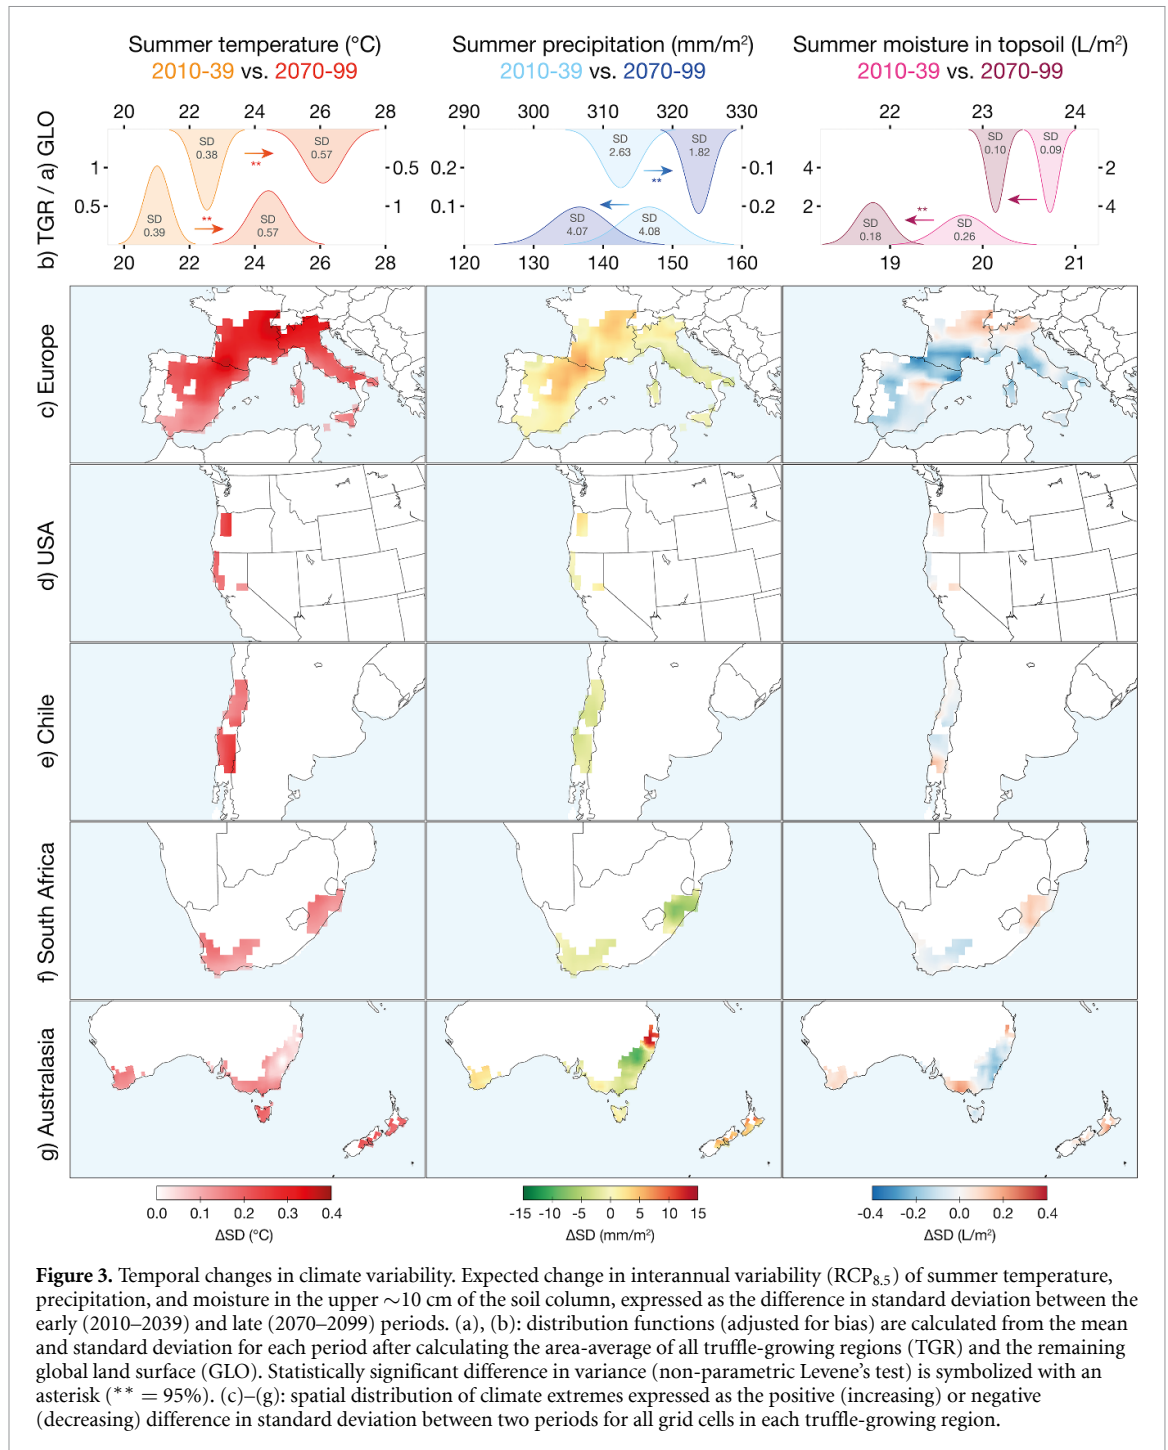 Summer temperature (°C)
2010-39 vs. 2070-99
Summer precipitation (mm/m²)
2010-39 vs. 2070-99
Summer moisture in topsoil (L/m²)
2010-39 vs. 2070-99
b) TGR / a) GLO
20 22 24 26 28
1
0.5
0.5
1
SD
0.38
SD
0.57
**
SD
0.39
SD
0.57
**
20 22 24 26 28
290 300 310 320 330
0.2
0.1
0.1
0.2
SD
2.63
SD
1.82
**
SD
4.07
SD
4.08
120 130 140 150 160
22 23 24
4
2
2
4
SD
0.10
SD
0.09
SD
0.18
SD
0.26
**
19 20 21
c) Europe
d) USA
e) Chile
f) South Africa
g) Australasia
0.0 0.1 0.2 0.3 0.4
ΔSD (°C)
-15 -10 -5 0 5 10 15
ΔSD (mm/m²)
-0.4 -0.2 0.0 0.2 0.4
ΔSD (L/m²)
Figure 3. Temporal changes in climate variability. Expected change in interannual variability (RCP8.5) of summer temperature,
precipitation, and moisture in the upper ∼10 cm of the soil column, expressed as the difference in standard deviation between the
early (2010–2039) and late (2070–2099) periods. (a), (b): distribution functions (adjusted for bias) are calculated from the mean
and standard deviation for each period after calculating the area-average of all truffle-growing regions (TGR) and the remaining
global land surface (GLO). Statistically significant difference in variance (non-parametric Levene's test) is symbolized with an
asterisk (** = 95%). (c)–(g): spatial distribution of climate extremes expressed as the positive (increasing) or negative
(decreasing) difference in standard deviation between two periods for all grid cells in each truffle-growing region.